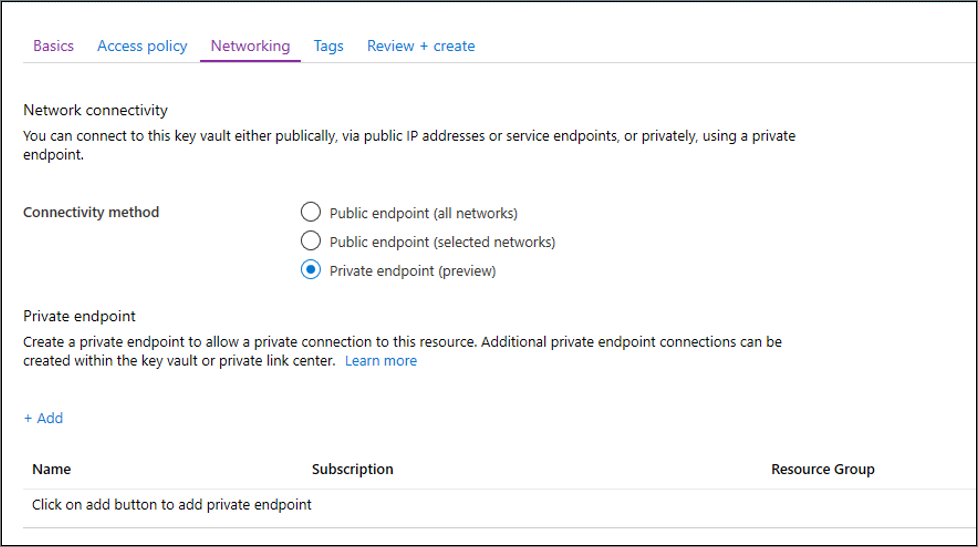 Basics Access policy Networking Tags Review + create
Network connectivity
You can connect to this key vault either publically, via public IP addresses or service endpoints, or privately, using a private
endpoint.
Connectivity method
Public endpoint (all networks)
Public endpoint (selected networks)
Private endpoint (preview)
Private endpoint
Create a private endpoint to allow a private connection to this resource. Additional private endpoint connections can be
created within the key vault or private link center. Learn more
+ Add
Name Subscription Resource Group
Click on add button to add private endpoint